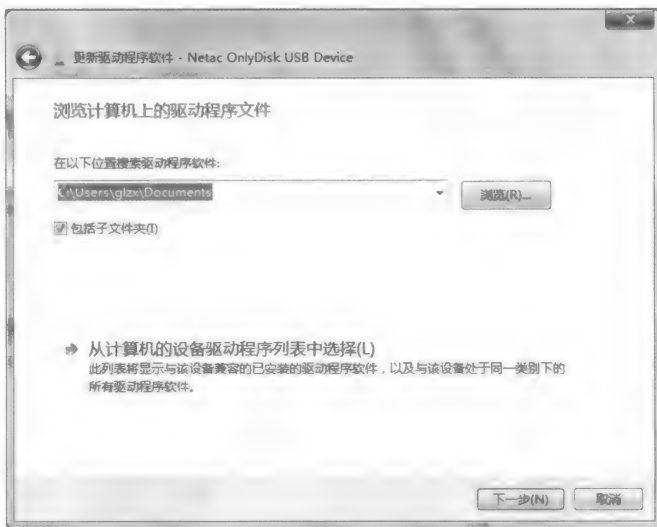 更新驱动程序软件 - Netac OnlyDisk USB Device
浏览计算机上的驱动程序文件
在以下位置搜索驱动程序软件:
C:\Users\glzx\Documents
浏览(R)...
包括子文件夹(I)
从计算机的设备驱动程序列表中选择(L)
此列表将显示与该设备兼容的已安装的驱动程序软件，以及与该设备处于同一类别下的
所有驱动程序软件。
下一步(N)
取消